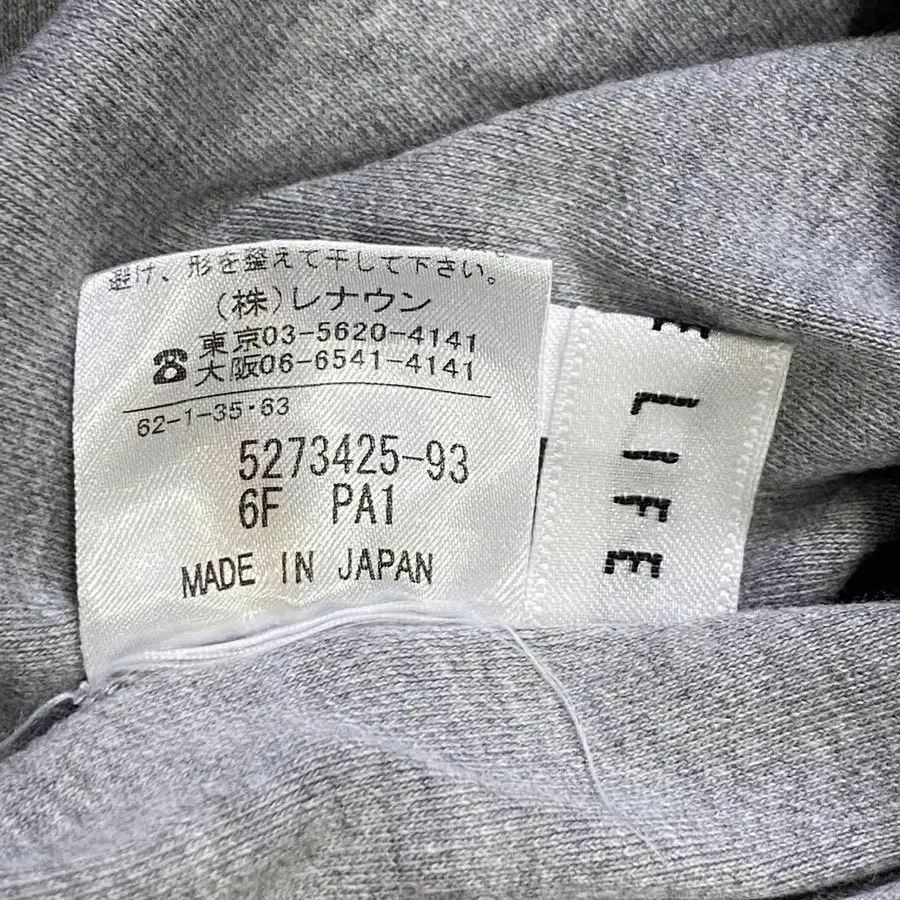 避け、形を整えて干して下さい。
(株)レナウン
東京03-5620-4141
☎大阪06-6541-4141
62-1-35・63
5273425-93
6F PA1
MADE IN JAPAN
E LIFE